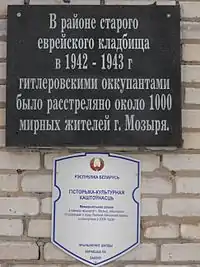 В районе старого
еврейского кладбища
в 1942 - 1943 г
гитлеровскими оккупантами
было расстреляно около 1000
мирных жителей г. Мозыря.
РЭСПУБЛІКА БЕЛАРУСЬ
ГІСТОРЫКА-КУЛЬТУРНАЯ
КАШТОЎНАСЦЬ